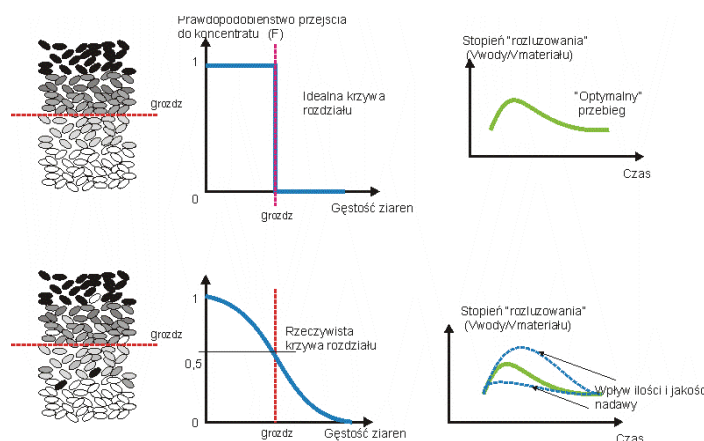 Prawdopodobieństwo przejścia
do koncentratu (F)
1
0
grozdz
grozdz
Gęstość ziaren
Idealna krzywa
rozdziału
Stopień "rozluzowania"
(Vwody/Vmateriału)
"Optymalny"
przebieg
Czas
1
0,5
0
grozdz
grozdz
Gęstość ziaren
Rzeczywista
krzywa rozdziału
Stopień "rozluzowania"
(Vwody/Vmateriału)
Wpływ ilości i jakości
nadawy
Czas